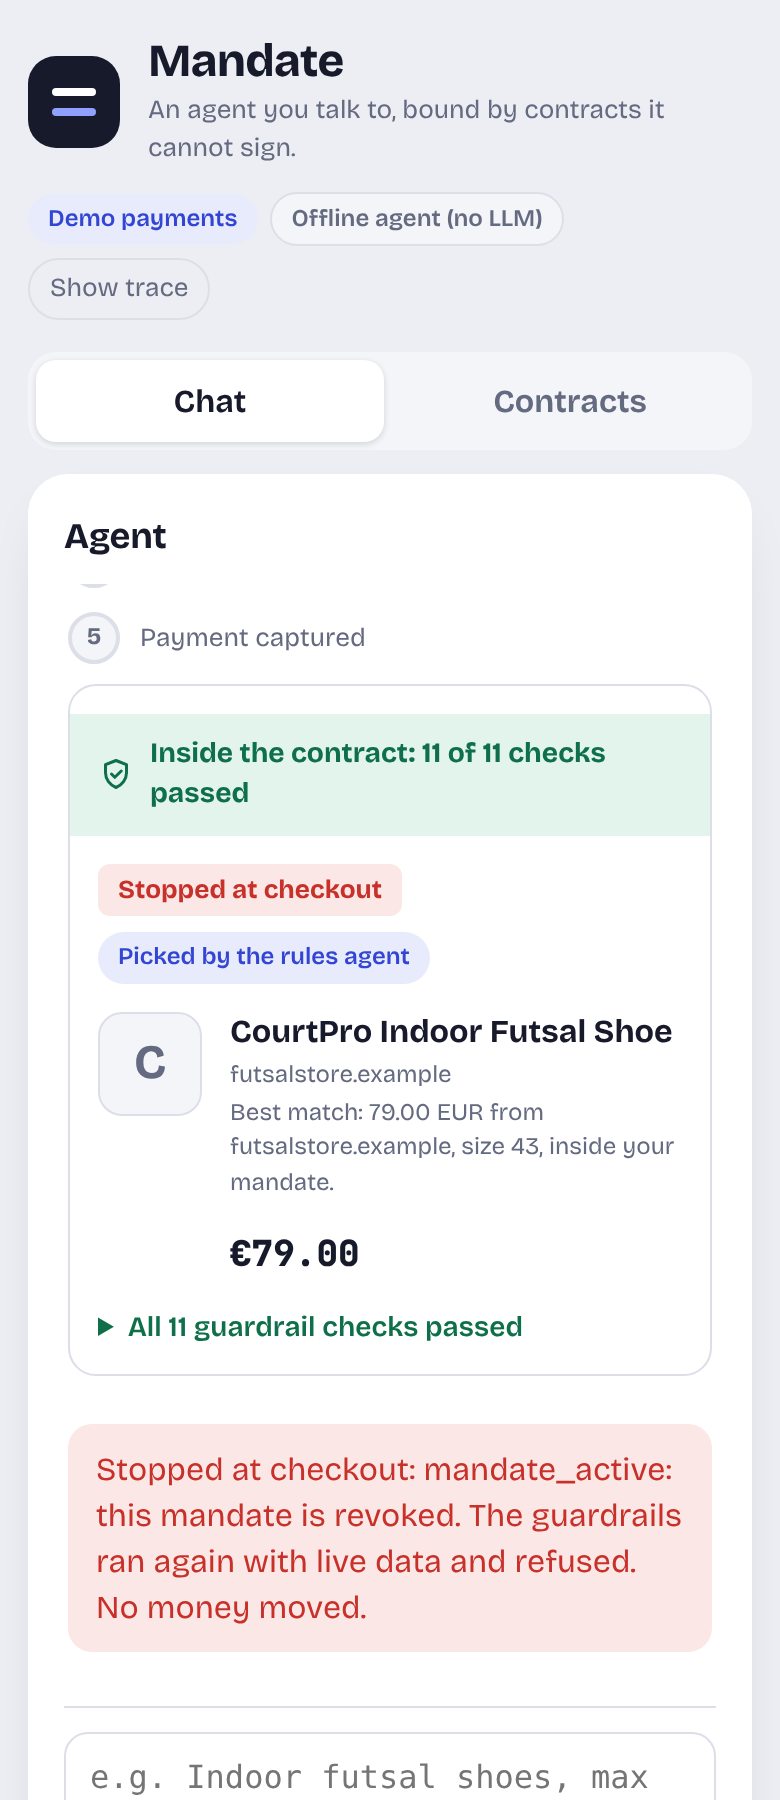 Mandate
An agent you talk to, bound by contracts it
cannot sign.
Demo payments
Offline agent (no LLM)
Show trace
Chat
Contracts
Agent
5
Payment captured
Inside the contract: 11 of 11 checks
passed
Stopped at checkout
Picked by the rules agent
C
CourtPro Indoor Futsal Shoe
futsalstore.example
Best match: 79.00 EUR from
futsalstore.example, size 43, inside your
mandate.
€79.00
All 11 guardrail checks passed
Stopped at checkout: mandate_active:
this mandate is revoked. The guardrails
ran again with live data and refused.
No money moved.
e.g. Indoor futsal shoes, max